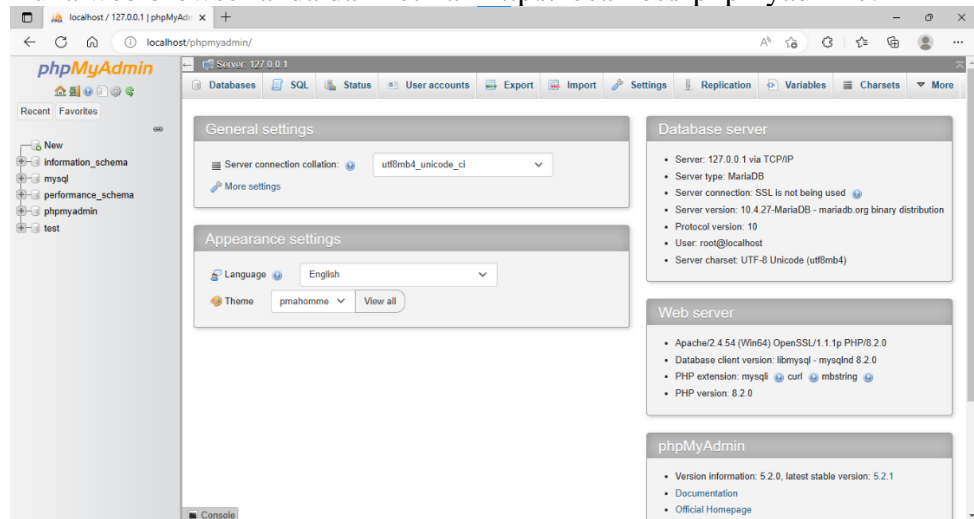 localhost / 127.0.0.1 | phpMyAd
localhost/phpmyadmin/
phpMyAdmin
Recent Favorites
New
information_schema
mysql
performance_schema
phpmyadmin
test
Server: 127.0.0.1
Databases SQL Status User accounts Export Import Settings Replication Variables Charsets More
General settings
Server connection collation: utf8mb4_unicode_ci
More settings
Appearance settings
Language English
Theme pmahomme View all
Database server
Server: 127.0.0.1 via TCP/IP
Server type: MariaDB
Server connection: SSL is not being used
Server version: 10.4.27-MariaDB - mariadb.org binary distribution
Protocol version: 10
User: root@localhost
Server charset: UTF-8 Unicode (utf8mb4)
Web server
Apache/2.4.54 (Win64) OpenSSL/1.1.1p PHP/8.2.0
Database client version: libmysql - mysqlnd 8.2.0
PHP extension: mysqli curl mbstring
PHP version: 8.2.0
phpMyAdmin
Version information: 5.2.0, latest stable version: 5.2.1
Documentation
Official Homepage
Console